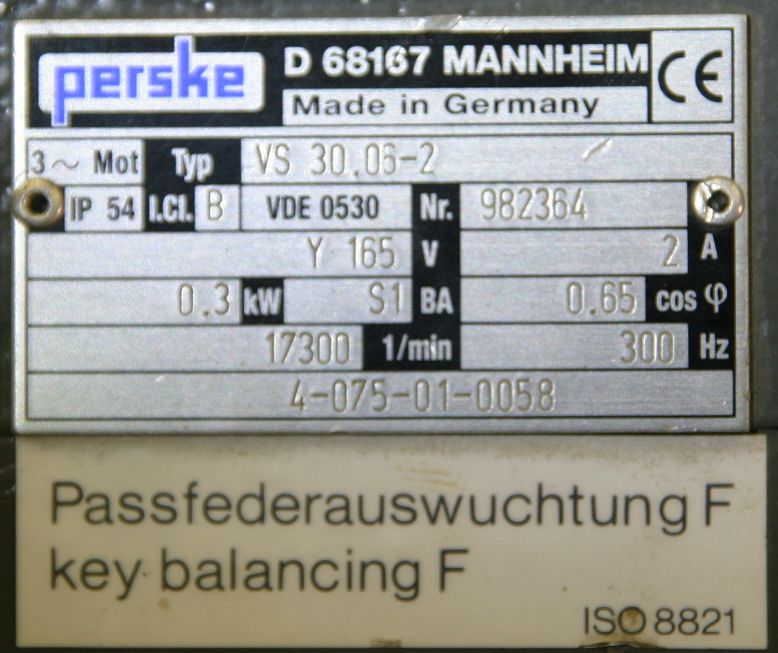 perske D 68167 MANNHEIM CE
Made in Germany
3~ Mot Typ VS 30.06-2
IP 54 I.Cl. B VDE 0530 Nr. 982364
Y 165 V 2 A
0.3 kW S1 BA 0.65 cos φ
17300 1/min 300 Hz
4-075-01-0058
Passfederauswuchtung F
key balancing F
ISO 8821